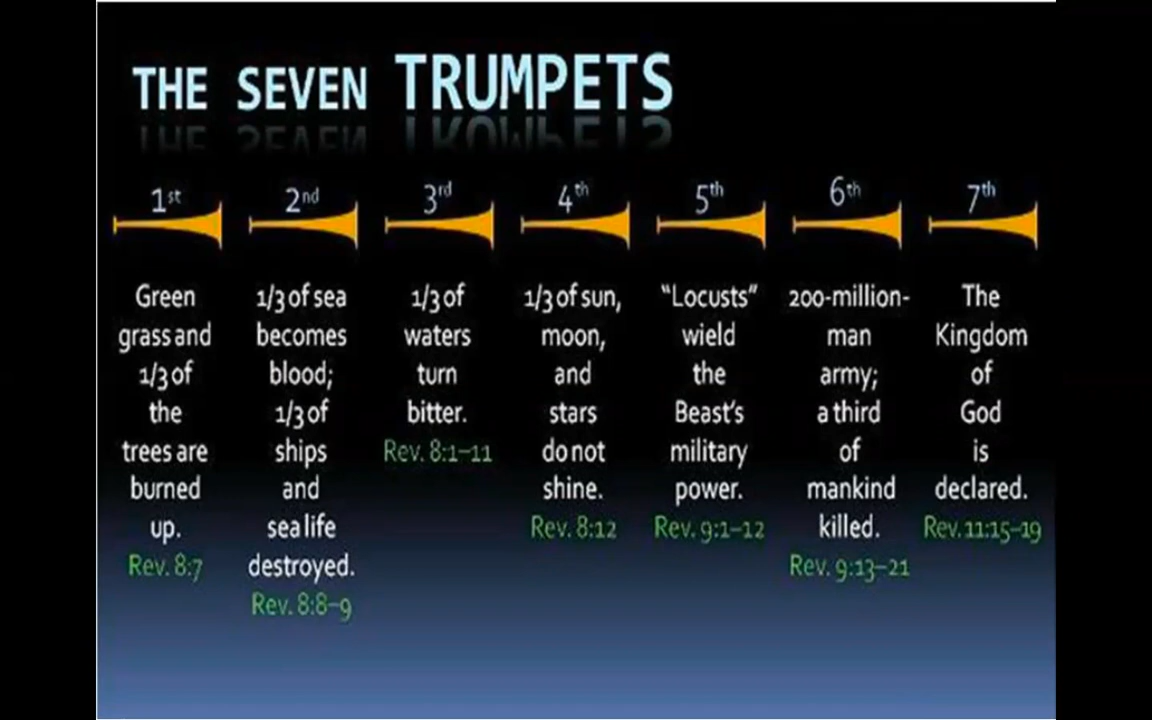 THE SEVEN TRUMPETS
1st
Green
grass and
1/3 of
the
trees are
burned
up.
Rev. 8:7
2nd
1/3 of sea
becomes
blood;
1/3 of
ships
and
sea life
destroyed.
Rev. 8:8–9
3rd
1/3 of
waters
turn
bitter.
Rev. 8:1–11
4th
1/3 of sun,
moon,
and
stars
do not
shine.
Rev. 8:12
5th
“Locusts”
wield
the
Beast’s
military
power.
Rev. 9:1–12
6th
200-million-
man
army;
a third
of
mankind
killed.
Rev. 9:13–21
7th
The
Kingdom
of
God
is
declared.
Rev. 11:15–19